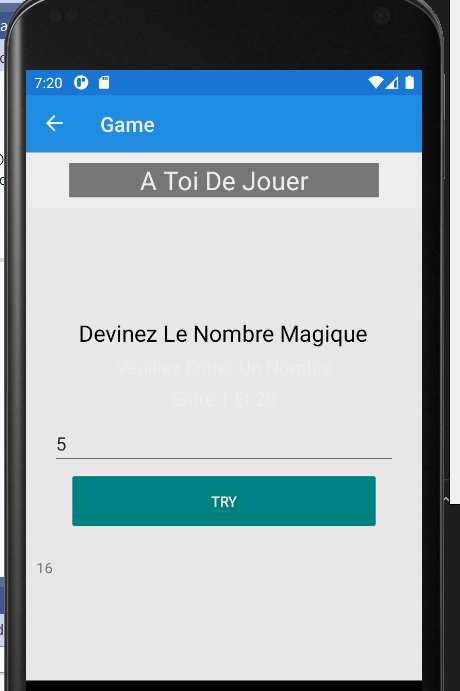 7:20
Game
A Toi De Jouer
Devinez Le Nombre Magique
Veuillez Entrer Un Nombre
Entre 1 Et 20
5
TRY
16